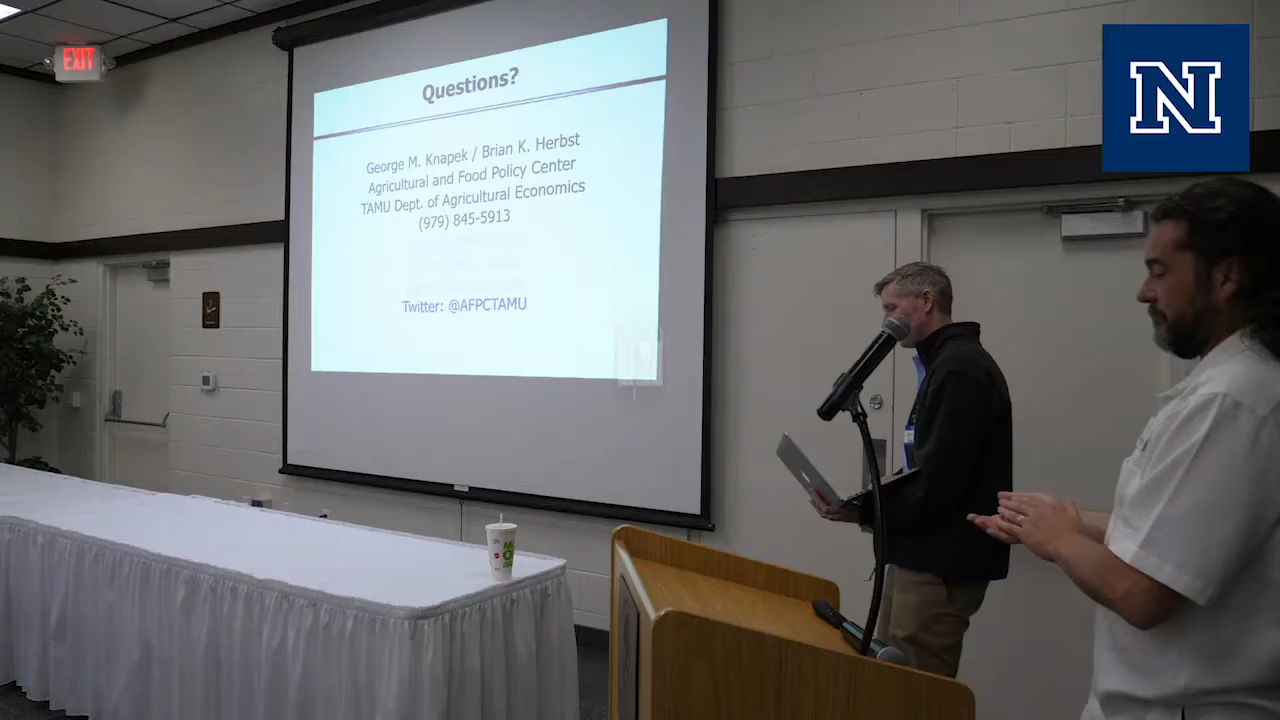 EXIT
N
Questions?
George M. Knapek / Brian K. Herbst
Agricultural and Food Policy Center
TAMU Dept. of Agricultural Economics
(979) 845-5913
Twitter: @AFPCTAMU